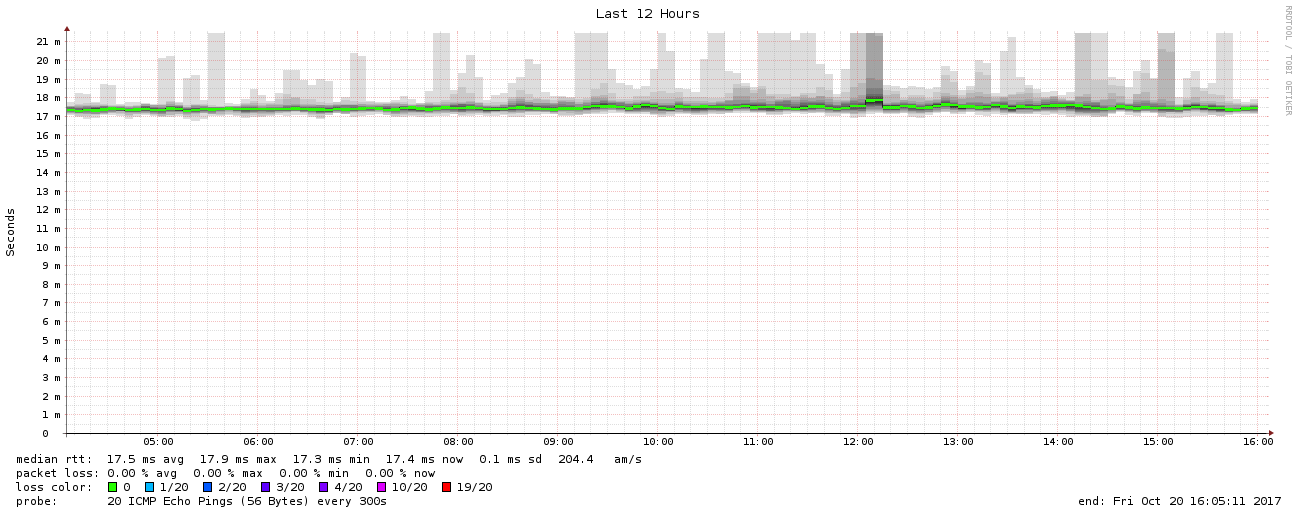 Last 12 Hours
RRDTOOL / TOBI OETIKER
Seconds
21 m
20 m
19 m
18 m
17 m
16 m
15 m
14 m
13 m
12 m
11 m
10 m
9 m
8 m
7 m
6 m
5 m
4 m
3 m
2 m
1 m
0
05:00 06:00 07:00 08:00 09:00 10:00 11:00 12:00 13:00 14:00 15:00 16:00
median rtt: 17.5 ms avg 17.9 ms max 17.3 ms min 17.4 ms now 0.1 ms sd 204.4 am/s
packet loss: 0.00 % avg 0.00 % max 0.00 % min 0.00 % now
loss color: 0 1/20 2/20 3/20 4/20 10/20 19/20
probe: 20 ICMP Echo Pings (56 Bytes) every 300s end: Fri Oct 20 16:05:11 2017